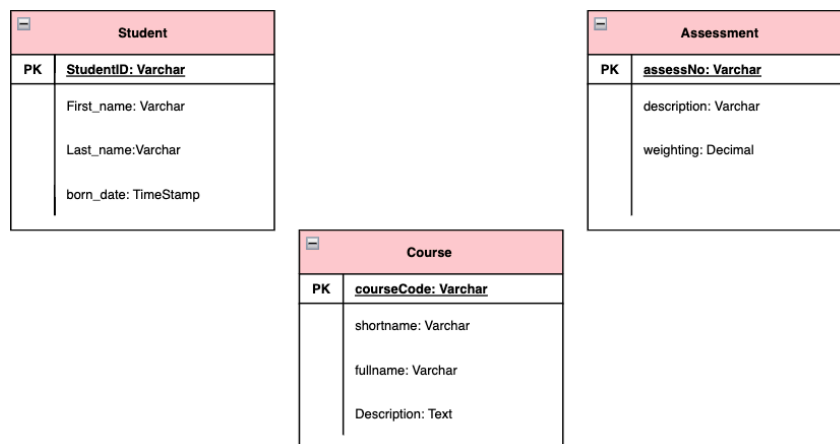 Student
PK StudentID: Varchar
First_name: Varchar
Last_name:Varchar
born_date: TimeStamp
Assessment
PK assessNo: Varchar
description: Varchar
weighting: Decimal
Course
PK courseCode: Varchar
shortname: Varchar
fullname: Varchar
Description: Text